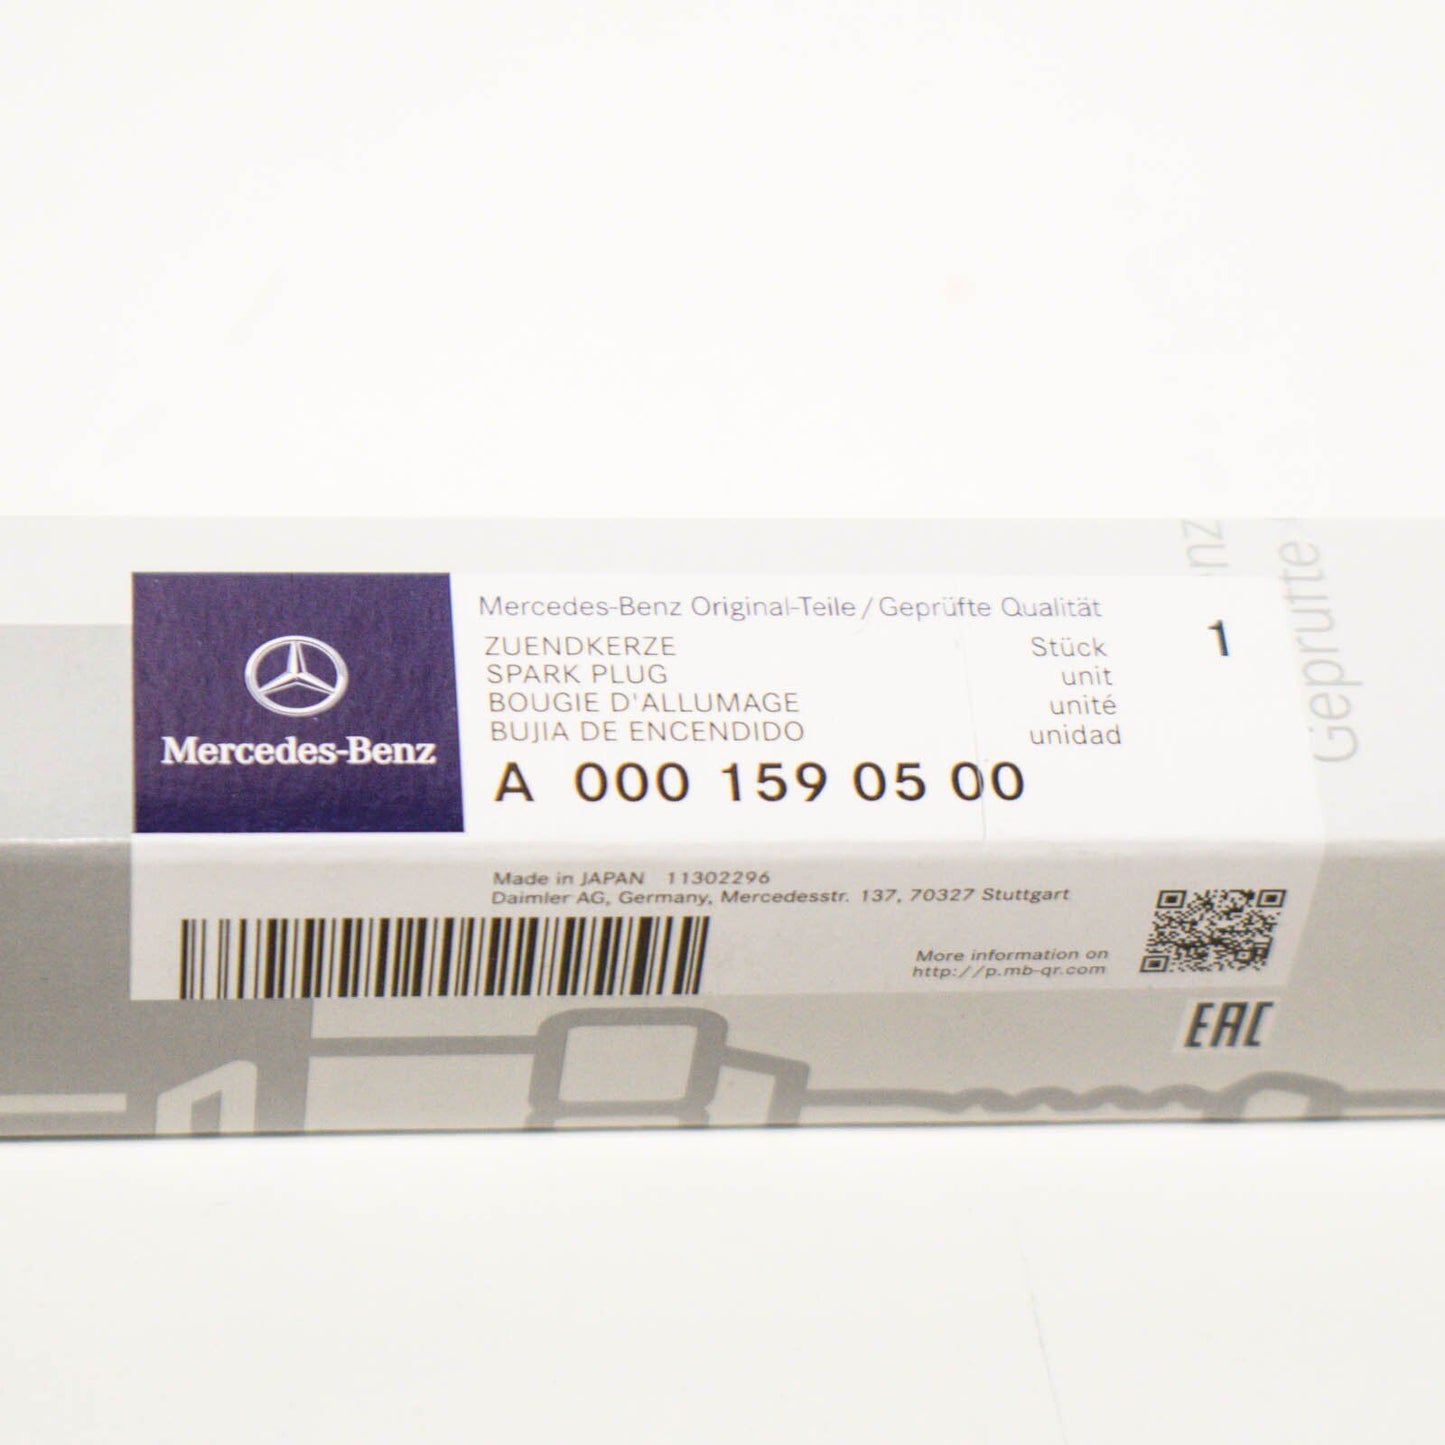 Mercedes-Benz
Mercedes-Benz Original-Teile / Geprüfte Qualität
ZUENDKERZE Stück 1
SPARK PLUG unit
BOUGIE D'ALLUMAGE unité
BUJIA DE ENCENDIDO unidad
A 000 159 05 00
Made in JAPAN 11302296
Daimler AG, Germany, Mercedesstr. 137, 70327 Stuttgart
More information on
http://p.mb-qr.com
EAC
nz
Geprüfte